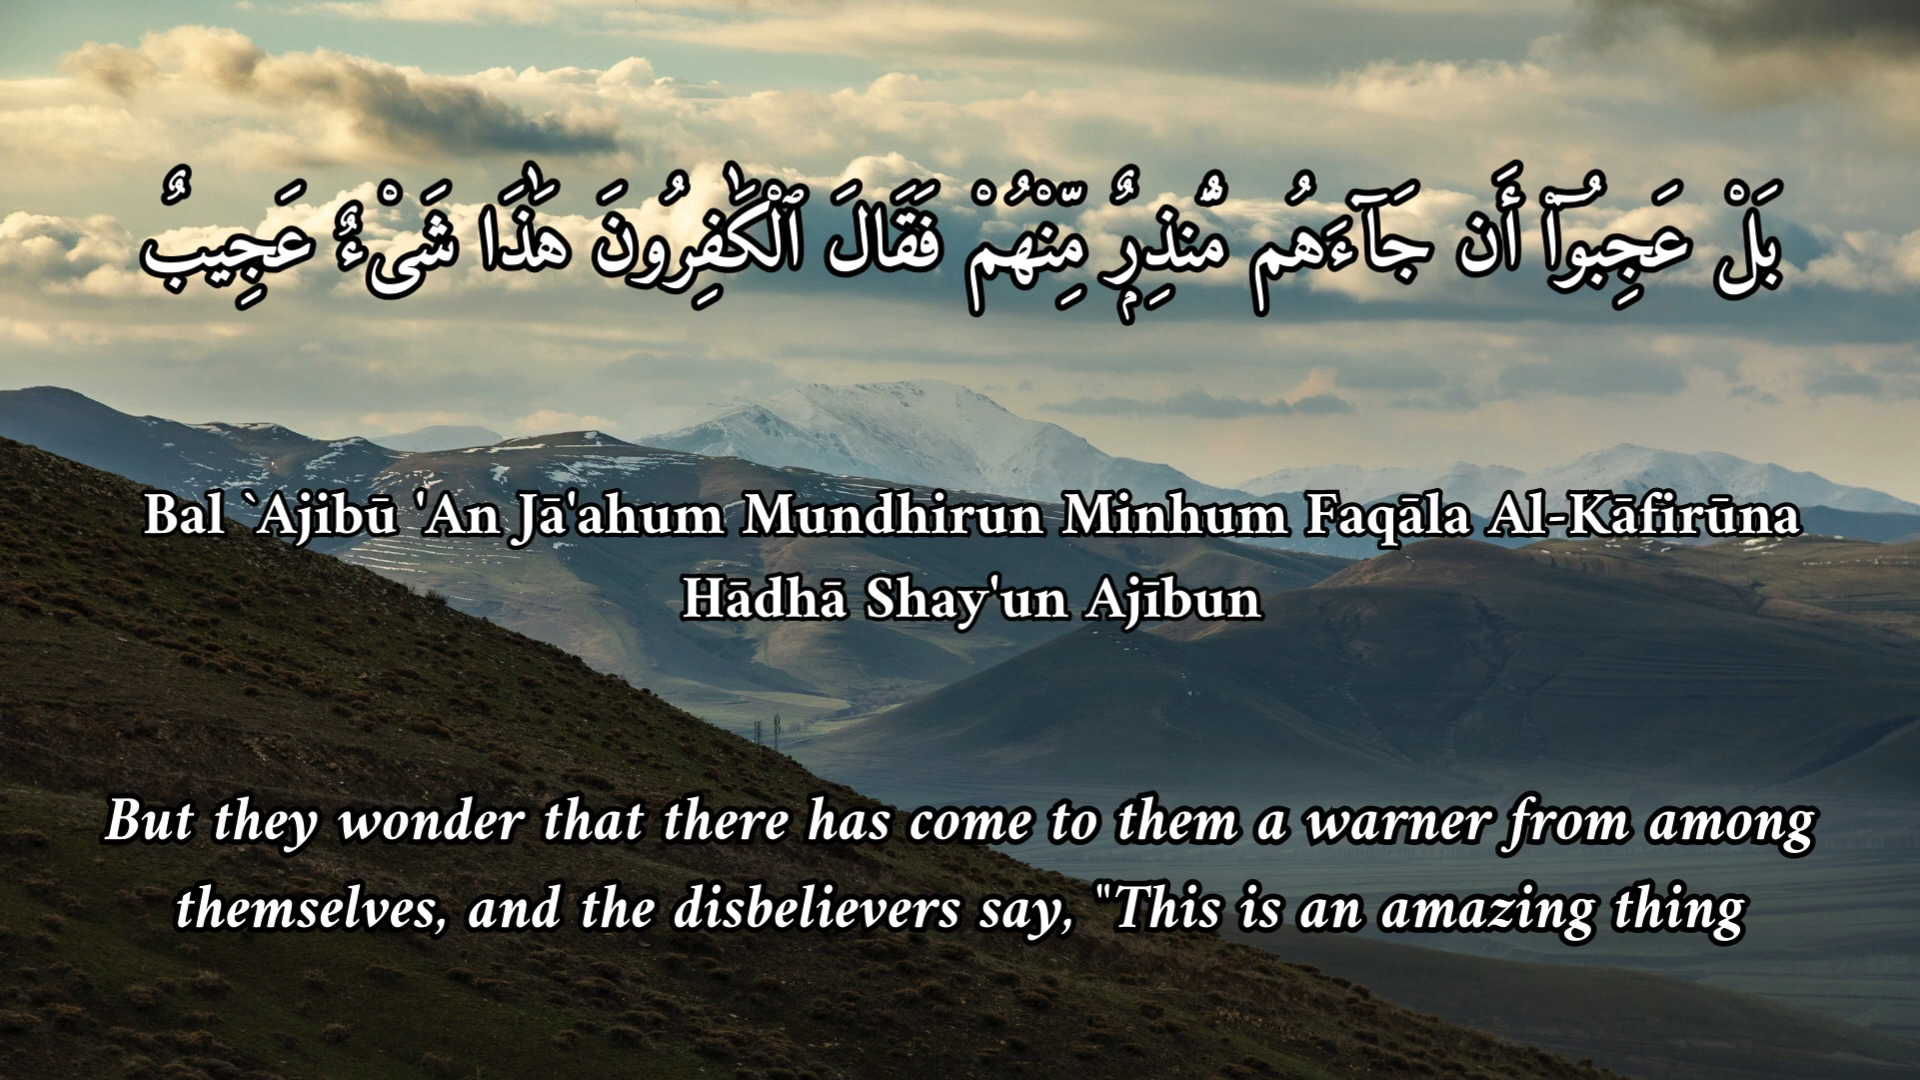 بَلْ عَجِبُوٓا۟ أَن جَآءَهُم مُّنذِرٌۭ مِّنْهُمْ فَقَالَ ٱلْكَـٰفِرُونَ هَـٰذَا شَىْءٌ عَجِيبٌ
Bal `Ajibū 'An Jā'ahum Mundhirun Minhum Faqāla Al-Kāfirūna
Hādhā Shay'un Ajībun
But they wonder that there has come to them a warner from among
themselves, and the disbelievers say, "This is an amazing thing